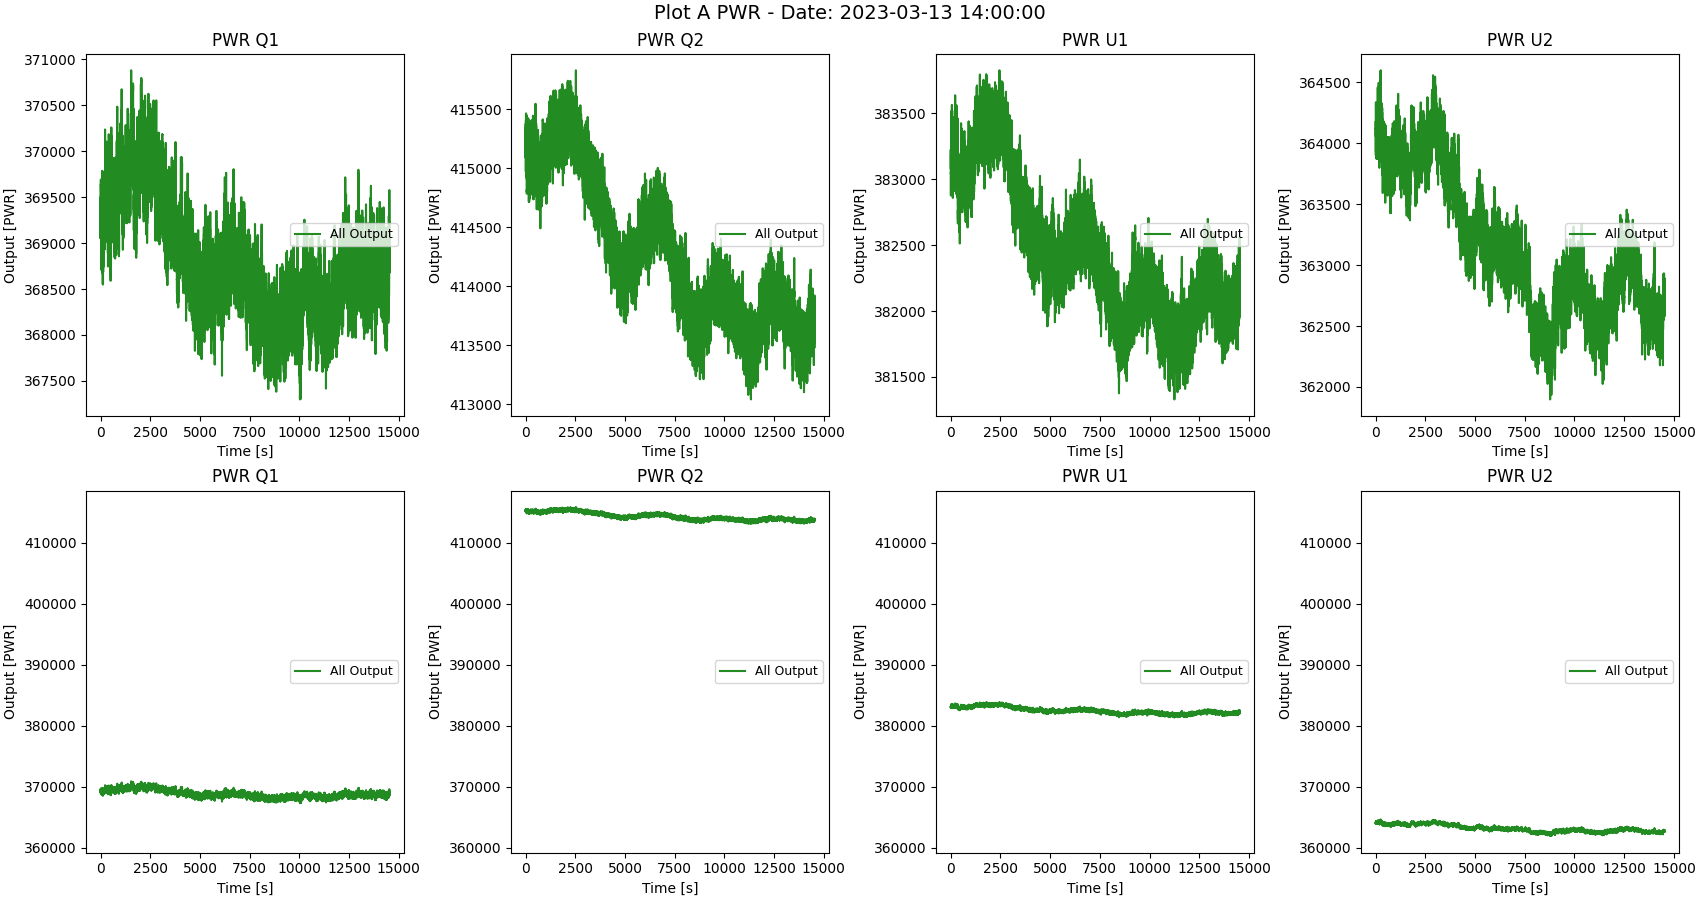 Plot A PWR - Date: 2023-03-13 14:00:00
PWR Q1
Output [PWR]
371000
370500
370000
369500
369000
368500
368000
367500
All Output
0 2500 5000 7500 10000 12500 15000
Time [s]
PWR Q2
Output [PWR]
415500
415000
414500
414000
413500
413000
All Output
0 2500 5000 7500 10000 12500 15000
Time [s]
PWR U1
Output [PWR]
383500
383000
382500
382000
381500
All Output
0 2500 5000 7500 10000 12500 15000
Time [s]
PWR U2
Output [PWR]
364500
364000
363500
363000
362500
362000
All Output
0 2500 5000 7500 10000 12500 15000
Time [s]
PWR Q1
Output [PWR]
410000
400000
390000
380000
370000
360000
All Output
0 2500 5000 7500 10000 12500 15000
Time [s]
PWR Q2
Output [PWR]
410000
400000
390000
380000
370000
360000
All Output
0 2500 5000 7500 10000 12500 15000
Time [s]
PWR U1
Output [PWR]
410000
400000
390000
380000
370000
360000
All Output
0 2500 5000 7500 10000 12500 15000
Time [s]
PWR U2
Output [PWR]
410000
400000
390000
380000
370000
360000
All Output
0 2500 5000 7500 10000 12500 15000
Time [s]